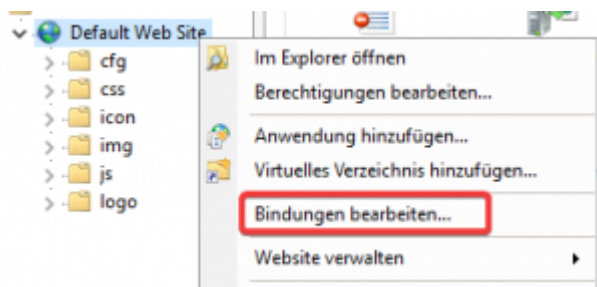 Default Web Site
cfg
css
icon
img
js
logo
Im Explorer öffnen
Berechtigungen bearbeiten...
Anwendung hinzufügen...
Virtuelles Verzeichnis hinzufügen...
Bindungen bearbeiten...
Website verwalten